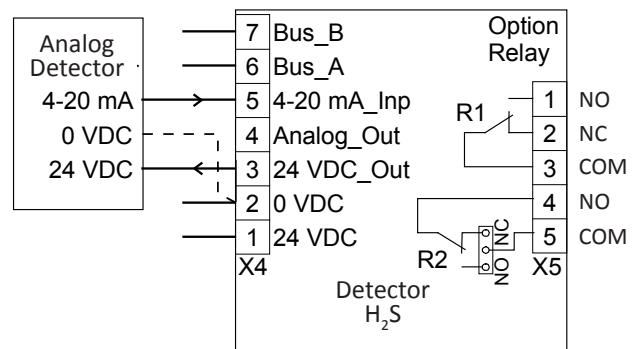 Analog
Detector
4-20 mA
0 VDC
24 VDC
7 Bus_B
6 Bus_A
5 4-20 mA_Inp
4 Analog_Out
3 24 VDC_Out
2 0 VDC
1 24 VDC
X4
Option
Relay
R1
1 NO
2 NC
3 COM
4 NO
5 COM
R2
NC
NO
X5
Detector
H2S